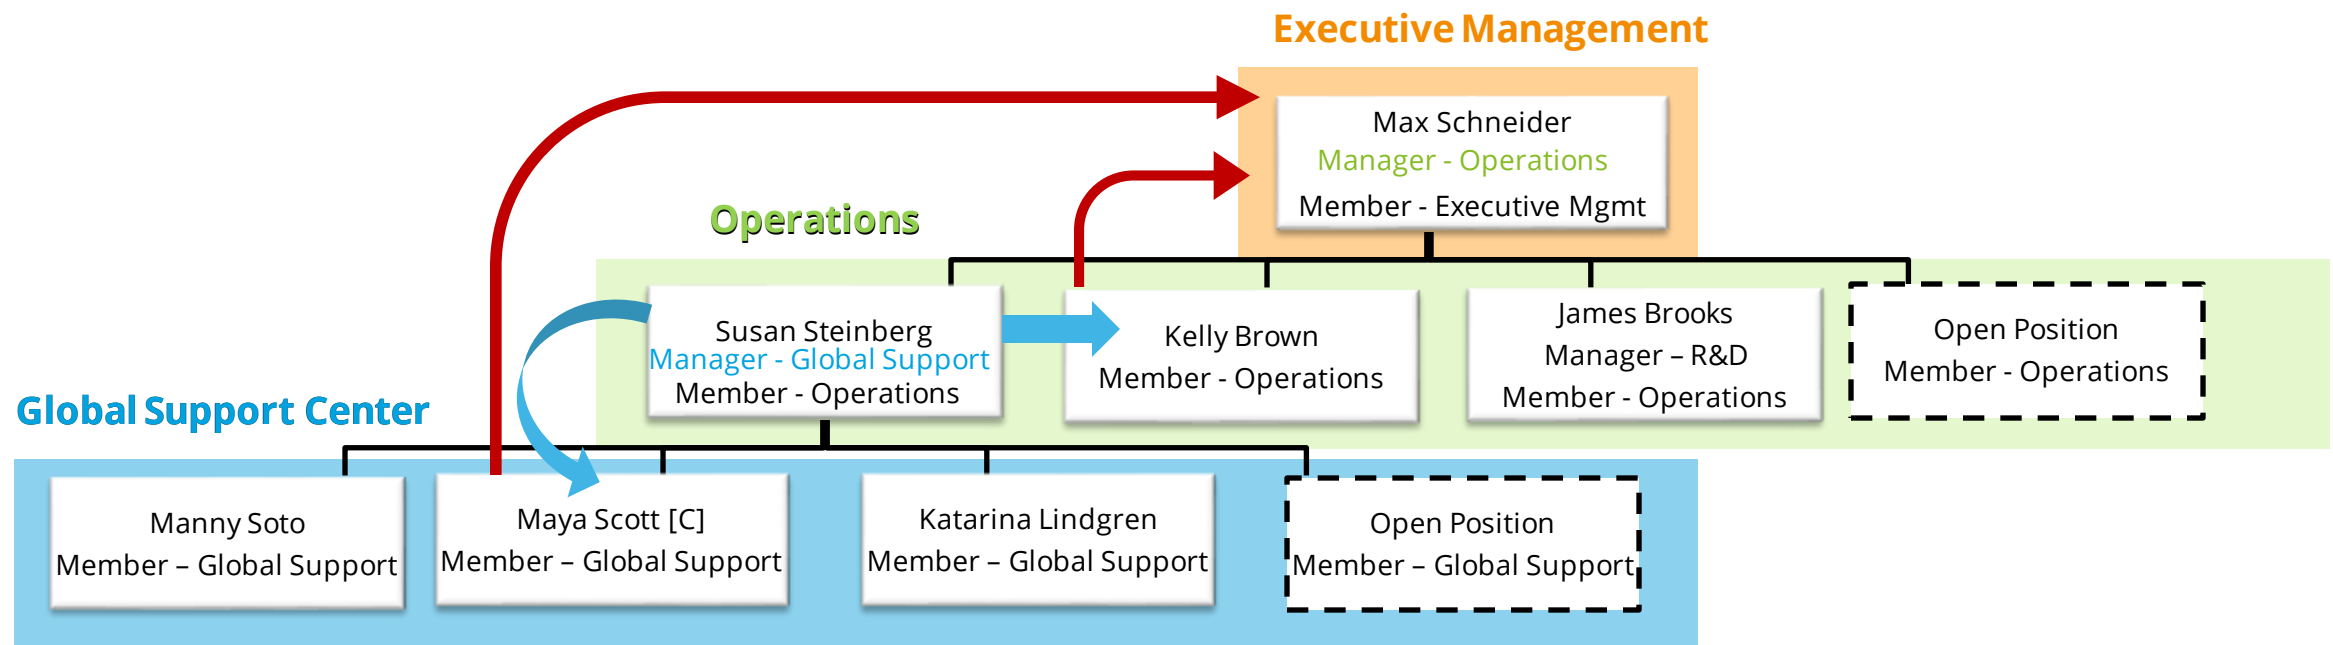 Executive Management
Max Schneider
Manager - Operations
Member - Executive Mgmt
Operations
Susan Steinberg
Manager - Global Support
Member - Operations
Kelly Brown
Member - Operations
James Brooks
Manager – R&D
Member - Operations
Open Position
Member - Operations
Global Support Center
Manny Soto
Member – Global Support
Maya Scott [C]
Member – Global Support
Katarina Lindgren
Member – Global Support
Open Position
Member – Global Support